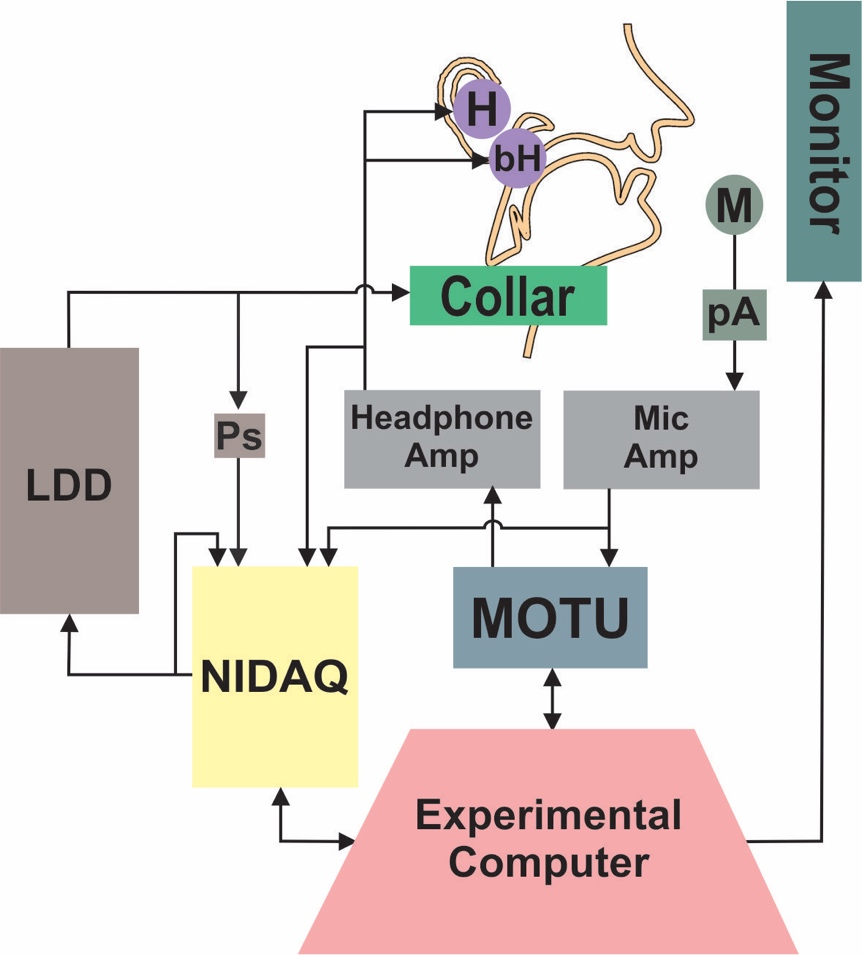 Monitor
H
bH
M
Collar
pA
Headphone
Amp
Mic
Amp
Ps
LDD
MOTU
NIDAQ
Experimental
Computer